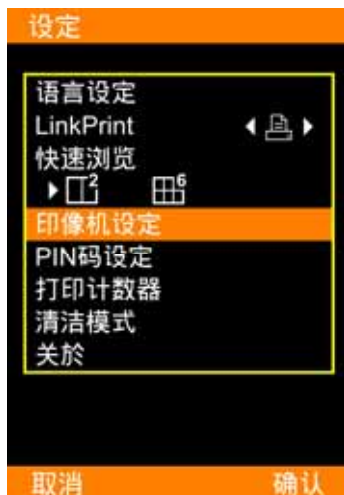 设定
语言设定
LinkPrint
快速浏览
2 6
印像机设定
PIN码设定
打印计数器
清洁模式
关於
取消 确认